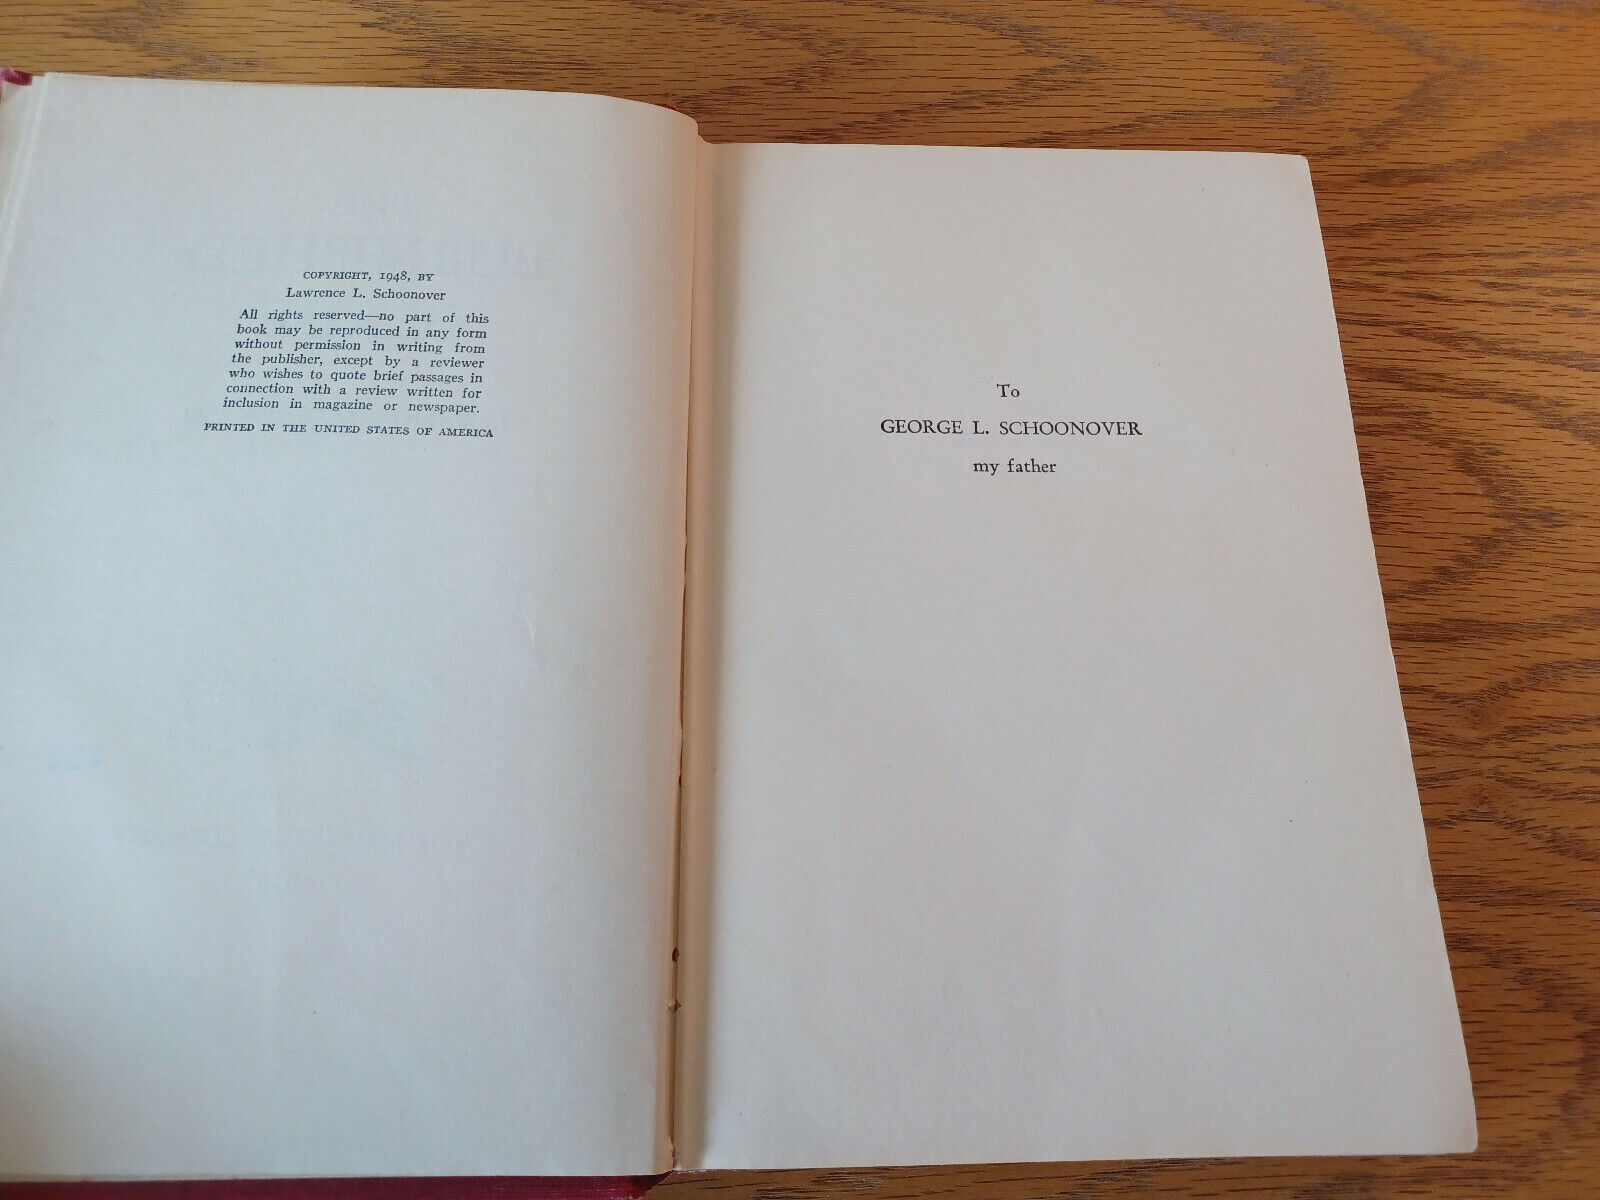 COPYRIGHT, 1948, BY
Lawrence L. Schoonover
All rights reserved—no part of this
book may be reproduced in any form
without permission in writing from
the publisher, except by a reviewer
who wishes to quote brief passages in
connection with a review written for
inclusion in magazine or newspaper.
PRINTED IN THE UNITED STATES OF AMERICA
To
GEORGE L. SCHOONOVER
my father